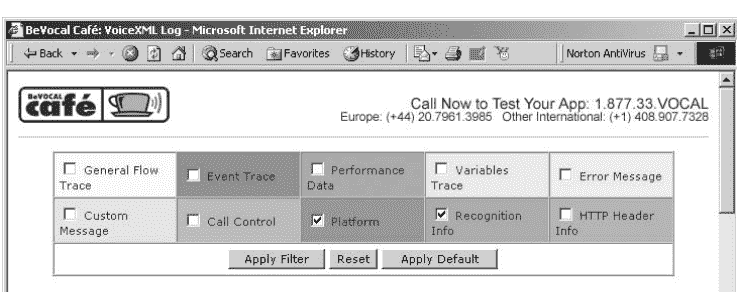 BeVocal Café: VoiceXML Log - Microsoft Internet Explorer
Back Search Favorites History Norton AntiVirus
BeVOCAL
café
Call Now to Test Your App: 1.877.33.VOCAL
Europe: (+44) 20.7961.3985 Other International: (+1) 408.907.7328
General Flow Trace
Event Trace
Performance Data
Variables Trace
Error Message
Custom Message
Call Control
Platform
Recognition Info
HTTP Header Info
Apply Filter Reset Apply Default